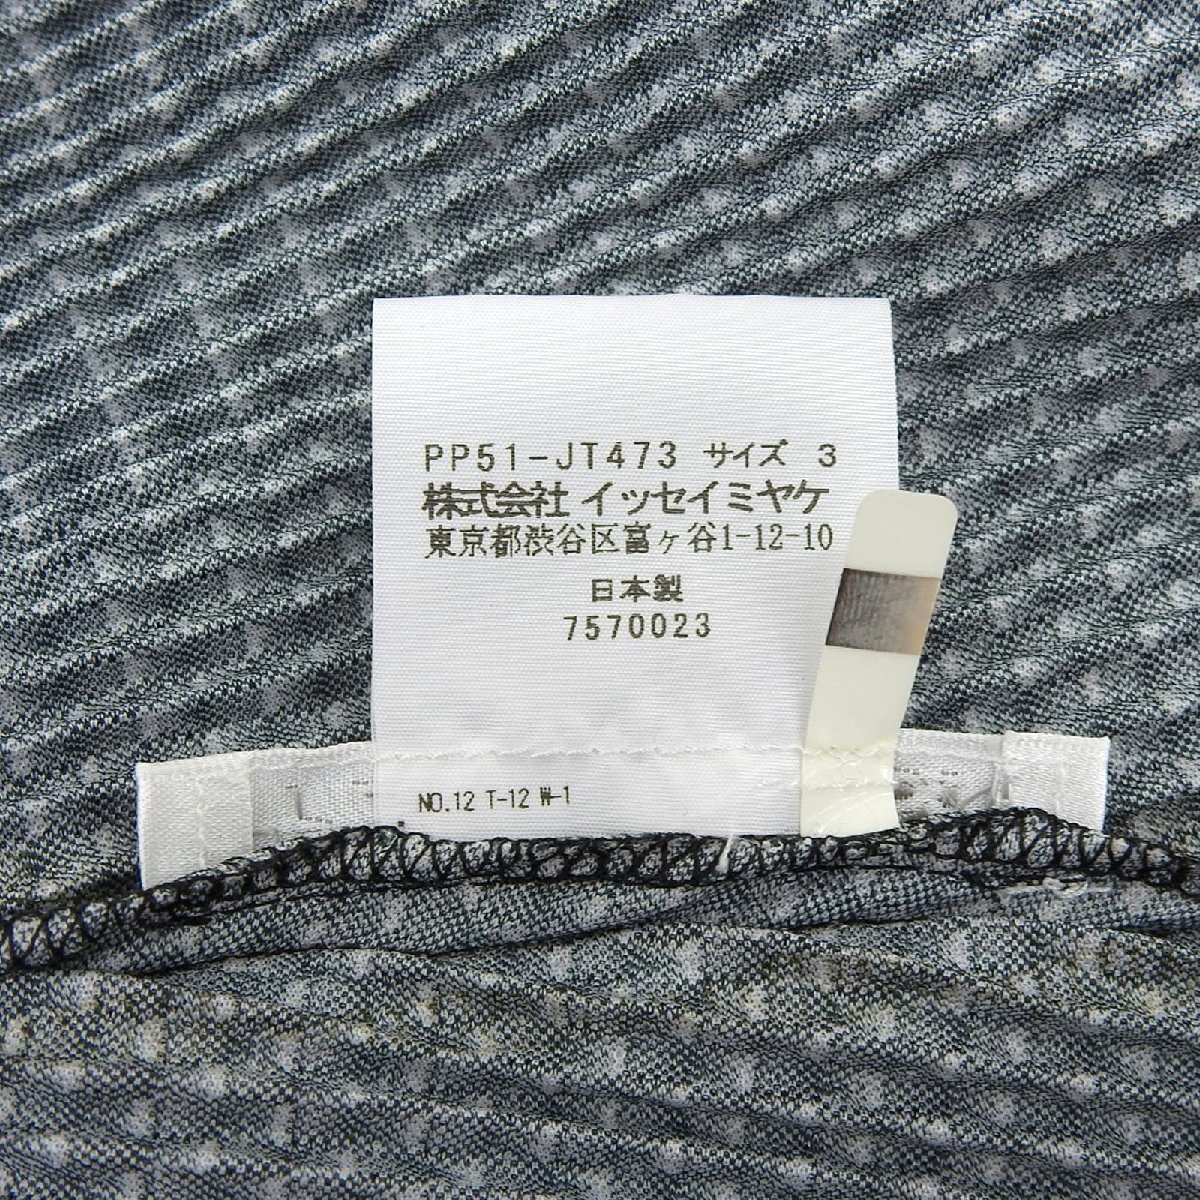 PP51-JT473 サイズ 3
株式会社 イッセイミヤケ
東京都渋谷区富ヶ谷1-12-10
日本製
7570023
NO.12 T-12 W-1